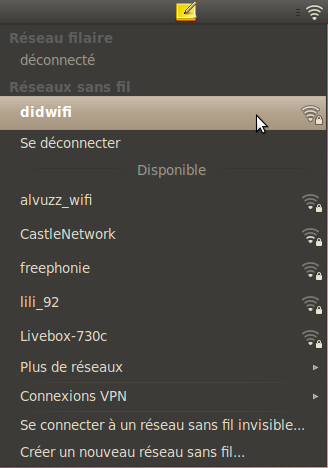 Réseau filaire
déconnecté
Réseaux sans fil
didwifi
Se déconnecter
Disponible
alvuzz_wifi
CastleNetwork
freephonie
lili_92
Livebox-730c
Plus de réseaux
Connexions VPN
Se connecter à un réseau sans fil invisible...
Créer un nouveau réseau sans fil...